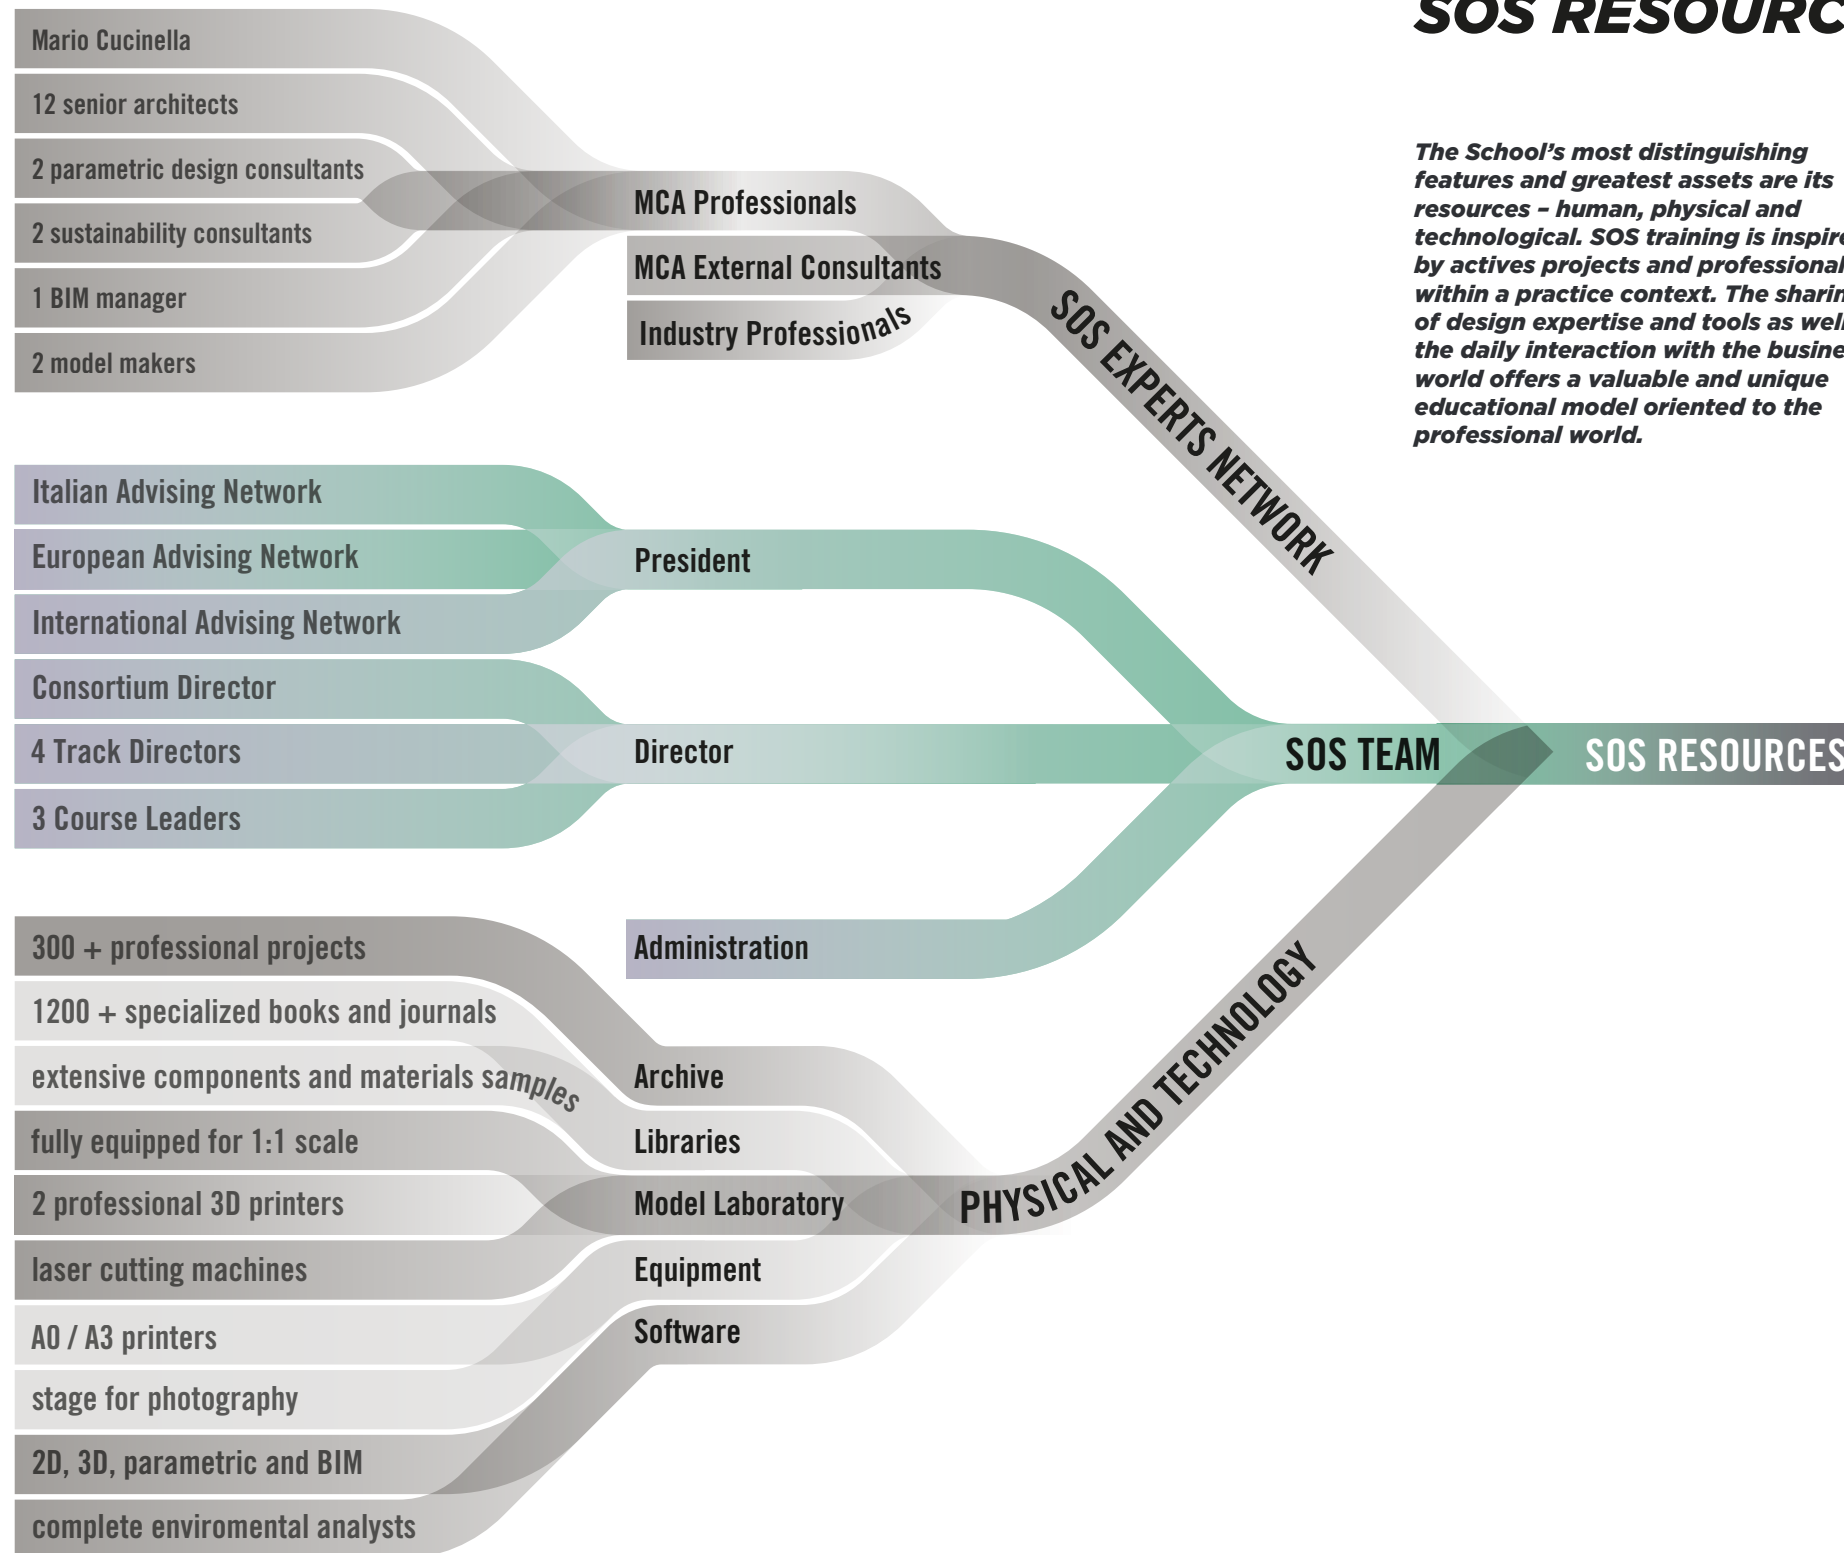 SOS RESOURC
The School's most distinguishing
features and greatest assets are its
resources – human, physical and
technological. SOS training is inspire
by actives projects and professional
within a practice context. The sharin
of design expertise and tools as well
the daily interaction with the busine
world offers a valuable and unique
educational model oriented to the
professional world.
Mario Cucinella
12 senior architects
2 parametric design consultants
2 sustainability consultants
1 BIM manager
2 model makers
MCA Professionals
MCA External Consultants
Industry Professionals
SOS EXPERTS NETWORK
Italian Advising Network
European Advising Network
International Advising Network
Consortium Director
4 Track Directors
3 Course Leaders
President
Director
Administration
SOS TEAM
SOS RESOURCES
300 + professional projects
1200 + specialized books and journals
extensive components and materials samples
fully equipped for 1:1 scale
2 professional 3D printers
laser cutting machines
A0 / A3 printers
stage for photography
2D, 3D, parametric and BIM
complete enviromental analysts
Archive
Libraries
Model Laboratory
Equipment
Software
PHYSICAL AND TECHNOLOGY